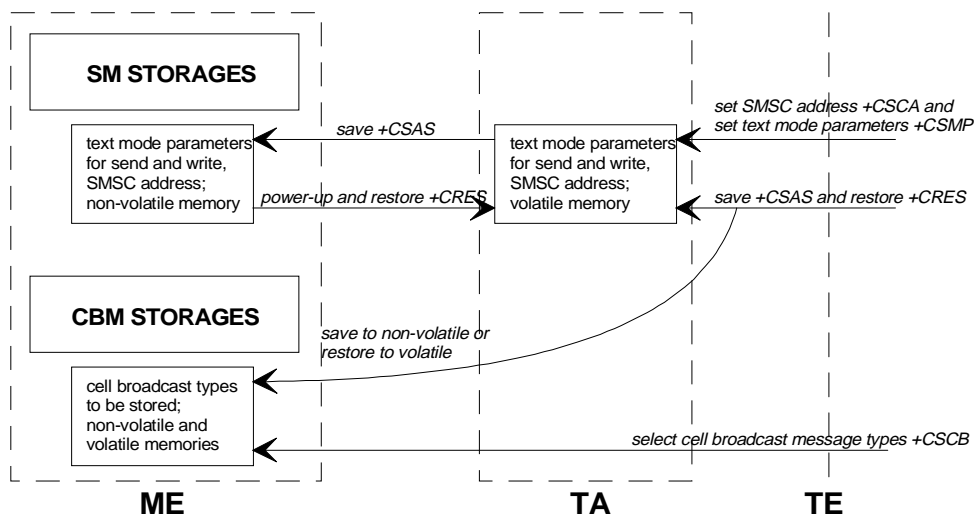 SM STORAGES
set SMSC address +CSCA and
set text mode parameters +CSMP
save +CSAS
text mode parameters
for send and write,
SMSC address;
non-volatile memory
text mode parameters
for send and write,
SMSC address;
volatile memory
power-up and restore +CRES
save +CSAS and restore +CRES
CBM STORAGES
save to non-volatile or
restore to volatile
cell broadcast types
to be stored;
non-volatile and
volatile memories
select cell broadcast message types +CSCB
ME
TA
TE